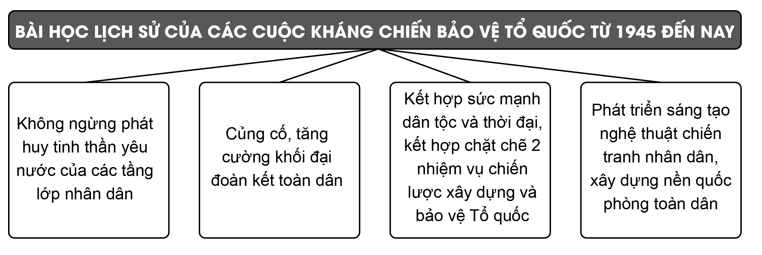 BÀI HỌC LỊCH SỬ CỦA CÁC CUỘC KHÁNG CHIẾN BẢO VỆ TỔ QUỐC TỪ 1945 ĐẾN NAY
Không ngừng phát
huy tinh thần yêu
nước của các tầng
lớp nhân dân
Củng cố, tăng
cường khối đại
đoàn kết toàn dân
Kết hợp sức mạnh
dân tộc và thời đại,
kết hợp chặt chẽ 2
nhiệm vụ chiến
lược xây dựng và
bảo vệ Tổ quốc
Phát triển sáng tạo
nghệ thuật chiến
tranh nhân dân,
xây dựng nền quốc
phòng toàn dân